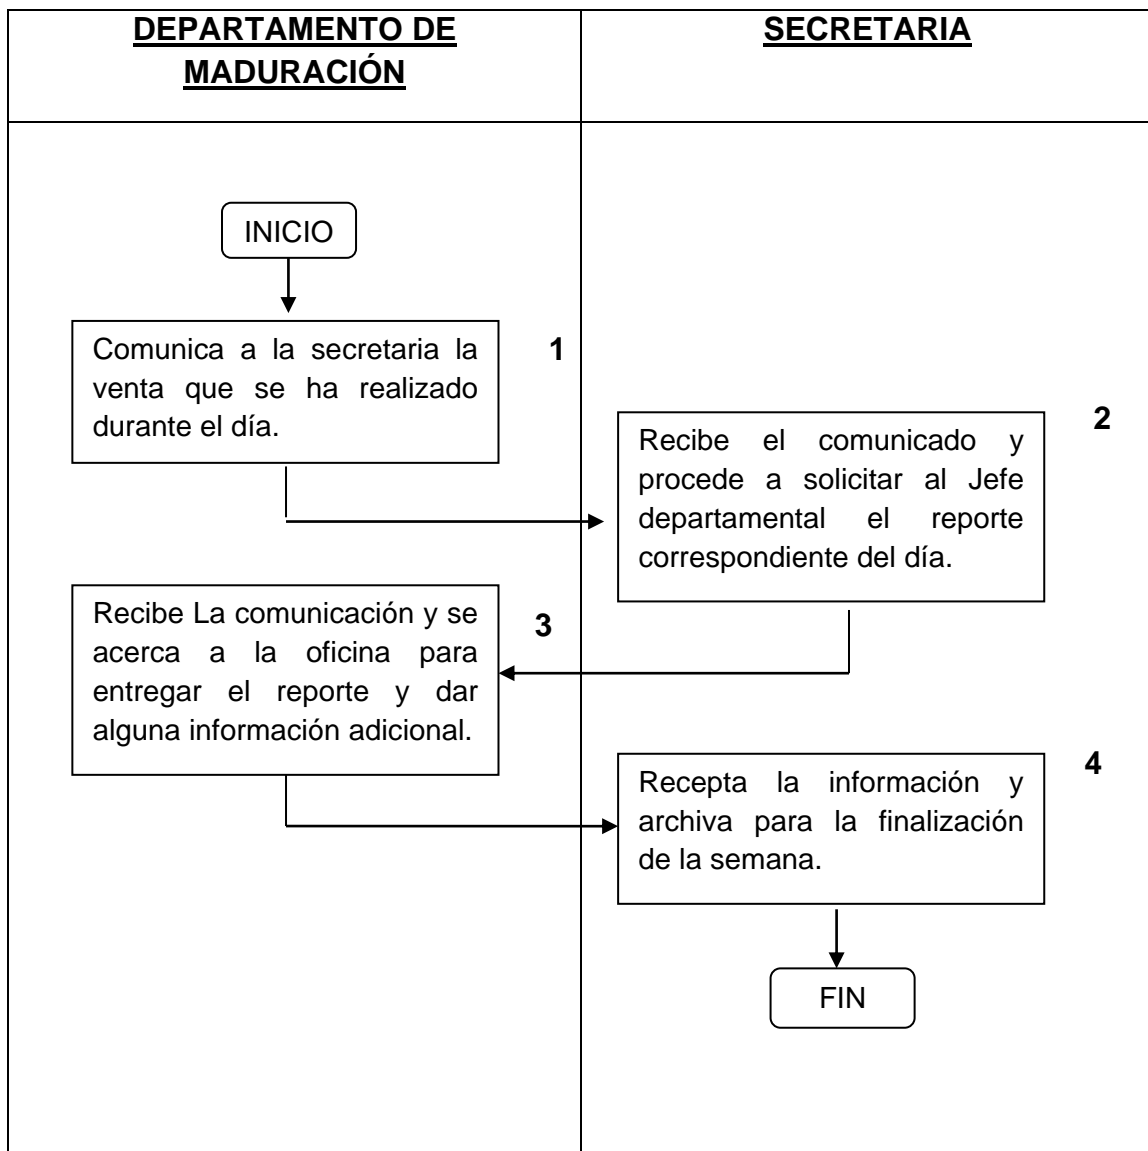 DEPARTAMENTO DE
MADURACIÓN
SECRETARIA
INICIO
Comunica a la secretaria la
venta que se ha realizado
durante el día.
1
2
Recibe el comunicado y
procede a solicitar al Jefe
departamental el reporte
correspondiente del día.
Recibe La comunicación y se
acerca a la oficina para
entregar el reporte y dar
alguna información adicional.
3
4
Recepta la información y
archiva para la finalización
de la semana.
FIN